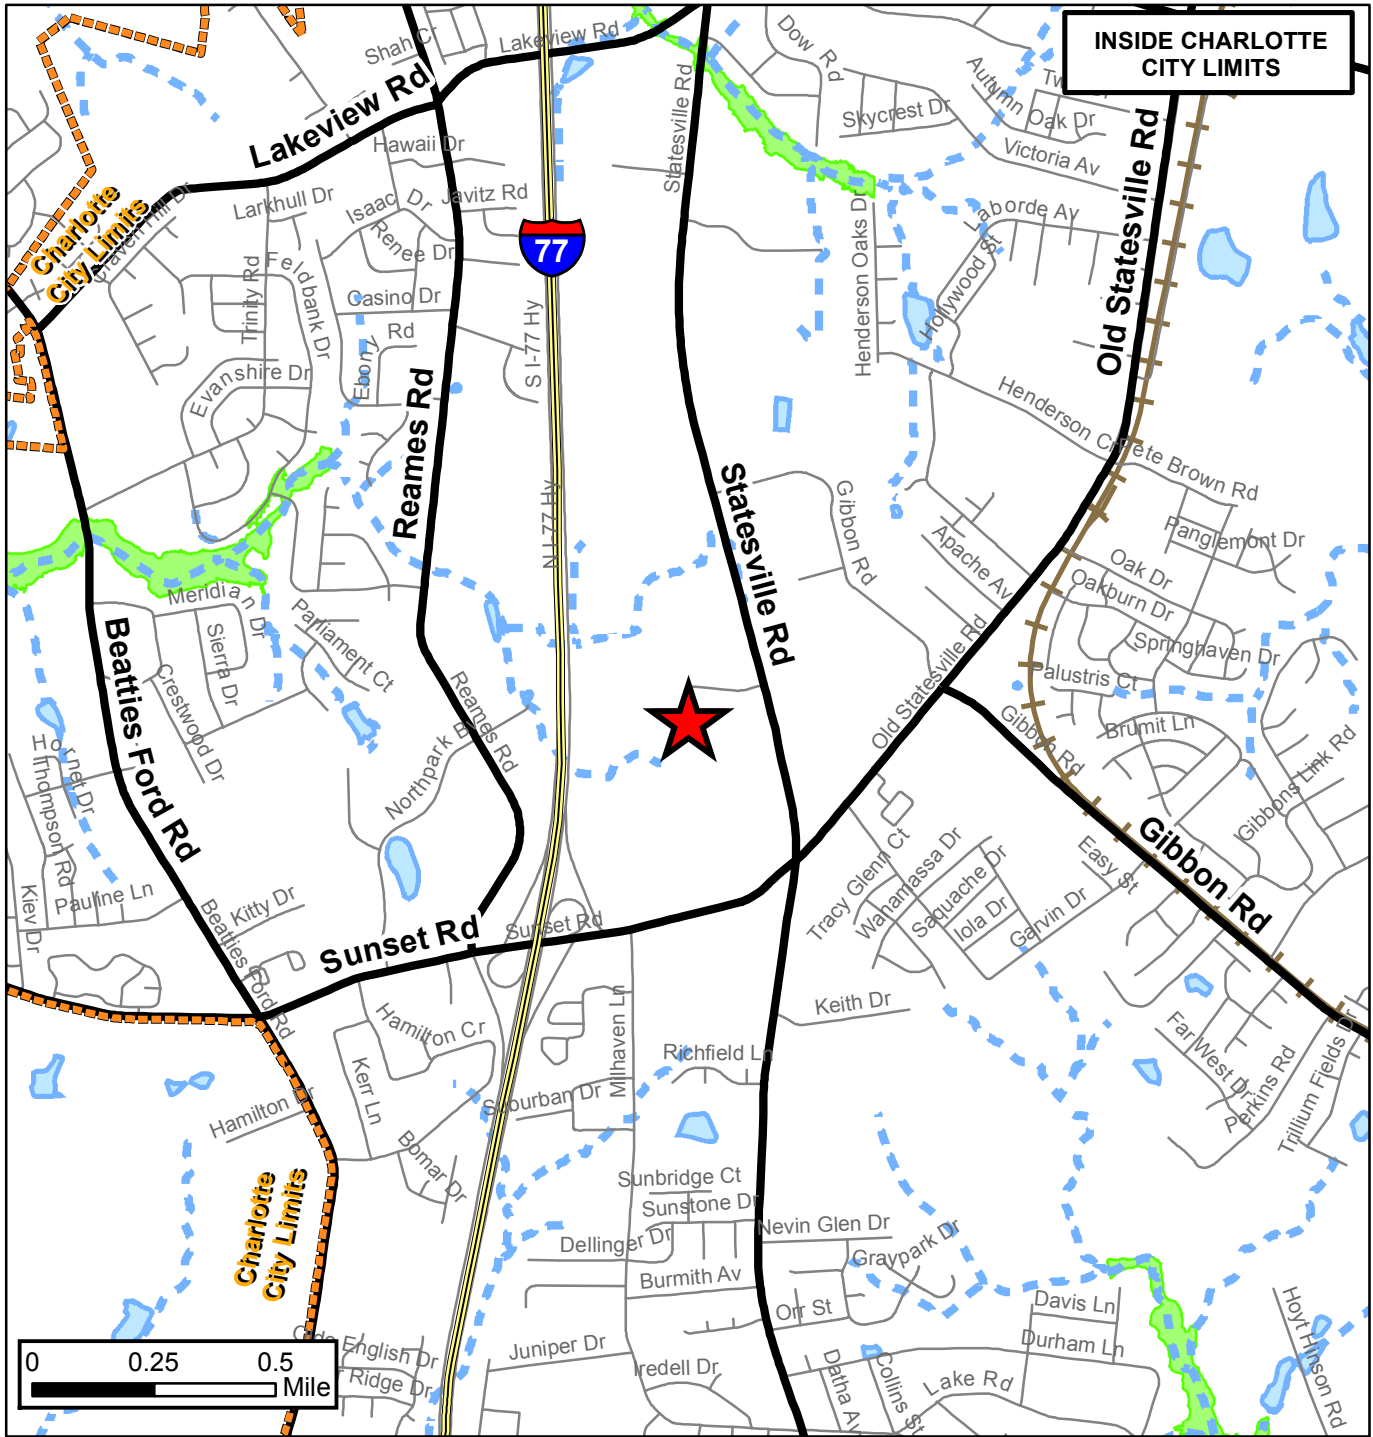 INSIDE CHARLOTTE
CITY LIMITS
Shah Cr
Lakeview Rd
Dow Rd
Autumn
Oak Dr
Skycrest Dr
Victoria Av
Lakeview Rd
Hawaii Dr
Statesville Rd
Old Statesville Rd
Charlotte
City Limits
Larkhull Dr
Isaac Dr
Javitz Rd
Renee Dr
77
Laborde Av
Henderson Oaks Dr
Hollywood St
Trinity Rd
Feldbank Dr
Casino Dr
Ebony Rd
S I-77 Hy
Evanshire Dr
Reames Rd
Henderson Cr
Pete Brown Rd
Statesville Rd
Gibbon Rd
N I-77 Hy
Apache Av
Panglemont Dr
Oak Dr
Oakburn Dr
Springhaven Dr
Meridian Dr
Sierra Dr
Parliament Ct
Crestwood Dr
Beatties Ford Rd
Reames Rd
Old Statesville Rd
Palustris Ct
Gibbon Rd
Brumit Ln
Gibbons Link Rd
Hornet Dr
Thompson Rd
Northpark B
Gibbon Rd
Easy St
Tracy Glenn Ct
Wanamassa Dr
Saquache Dr
Iola Dr
Garvin Dr
Kiev Dr
Pauline Ln
Kitty Dr
Beatties Ford Rd
Sunset Rd
Sunset Rd
Keith Dr
Hamilton Cr
Milhaven Ln
Kerr Ln
Richfield Ln
Suburban Dr
Far West Dr
Perkins Rd
Trillium Fields Dr
Hamilton Dr
Bomar Dr
Charlotte
City Limits
Sunbridge Ct
Sunstone Dr
Dellinger Dr
Nevin Glen Dr
Graypark Dr
Burmith Av
Orr St
Davis Ln
Durham Ln
Hoyt Hinson Rd
English Dr
Ridge Dr
Juniper Dr
Iredell Dr
Datha Av
Collins St
Lake Rd
0 0.25 0.5
Mile